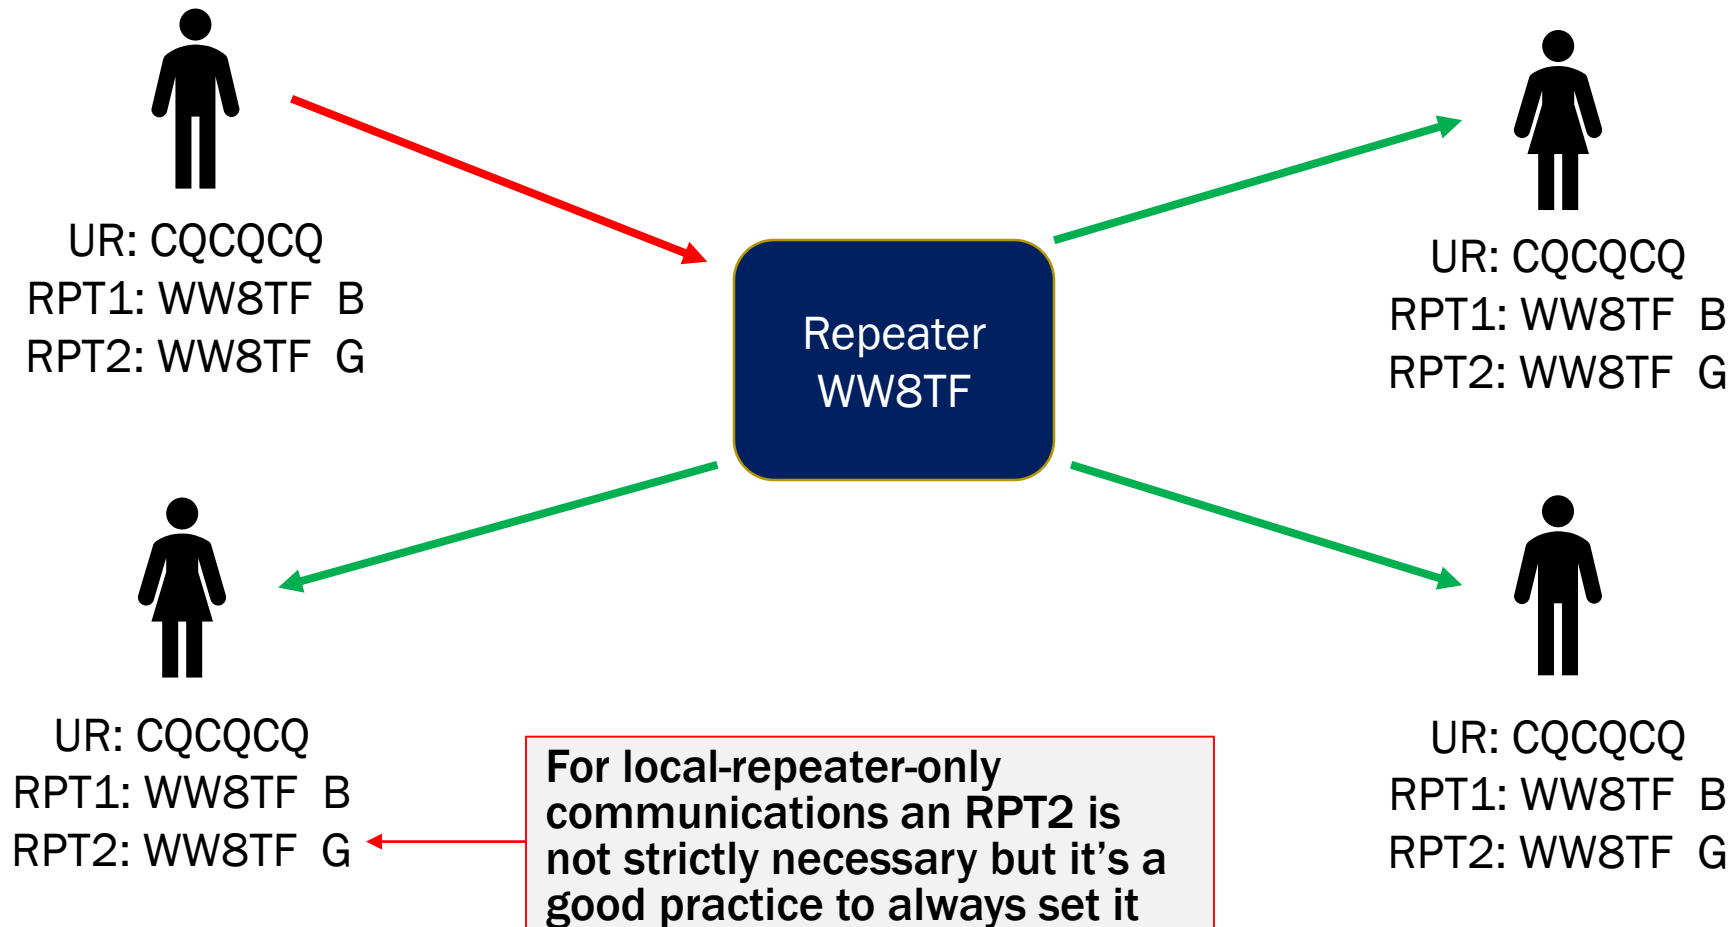 UR: CQCQCQ
RPT1: WW8TF  B
RPT2: WW8TF  G
Repeater
WW8TF
UR: CQCQCQ
RPT1: WW8TF  B
RPT2: WW8TF  G
UR: CQCQCQ
RPT1: WW8TF  B
RPT2: WW8TF  G
For local-repeater-only
communications an RPT2 is
not strictly necessary but it’s a
good practice to always set it
UR: CQCQCQ
RPT1: WW8TF  B
RPT2: WW8TF  G